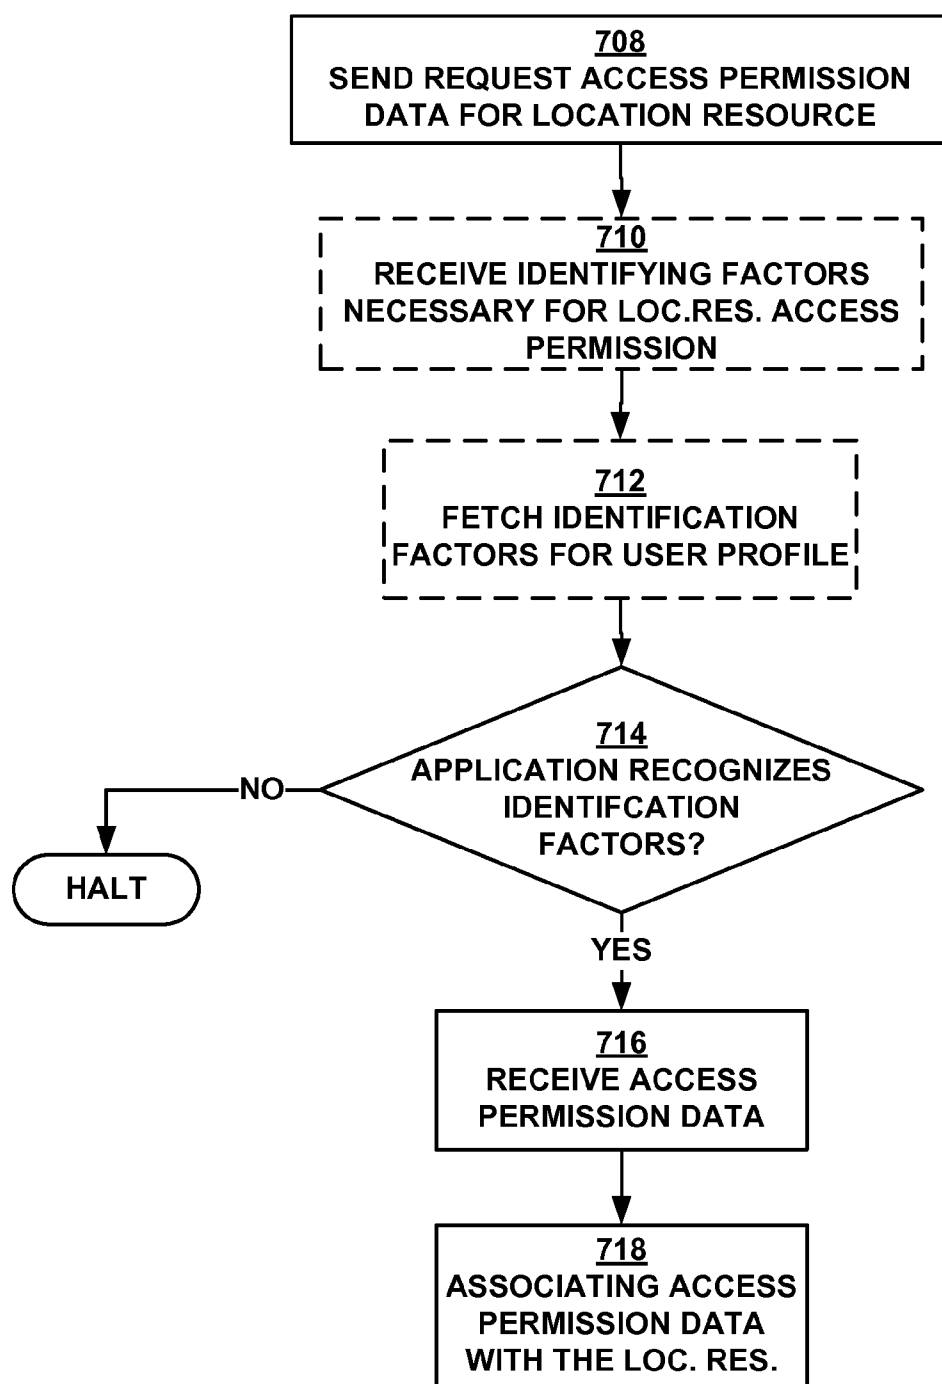 708
SEND REQUEST ACCESS PERMISSION
DATA FOR LOCATION RESOURCE
710
RECEIVE IDENTIFYING FACTORS
NECESSARY FOR LOC.RES. ACCESS
PERMISSION
712
FETCH IDENTIFICATION
FACTORS FOR USER PROFILE
714
APPLICATION RECOGNIZES
IDENTIFCATION
FACTORS?
NO
HALT
YES
716
RECEIVE ACCESS
PERMISSION DATA
718
ASSOCIATING ACCESS
PERMISSION DATA
WITH THE LOC. RES.